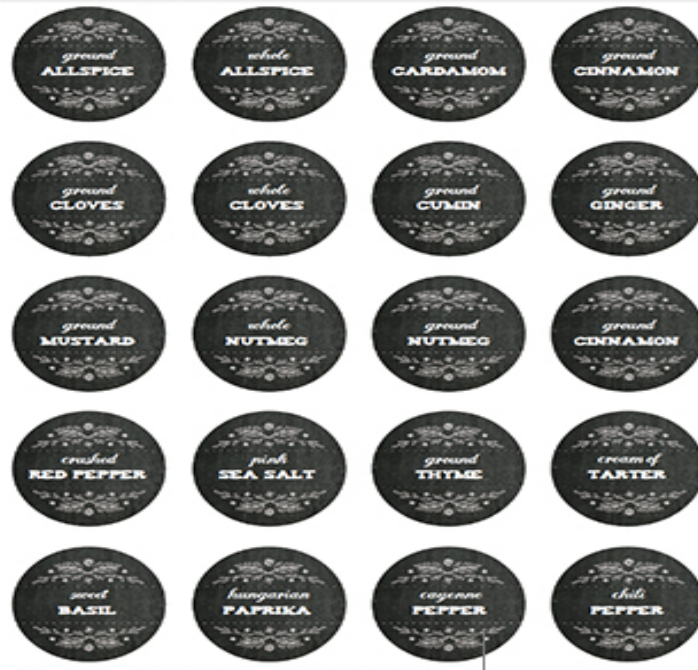 ground
ALLSPICE
whole
ALLSPICE
ground
CARDAMOM
ground
CINNAMON
ground
CLOVES
whole
CLOVES
ground
CUMIN
ground
GINGER
ground
MUSTARD
whole
NUTMEG
ground
NUTMEG
ground
CINNAMON
crushed
RED PEPPER
pink
SEA SALT
ground
THYME
cream of
TARTER
sweet
BASIL
hungarian
PAPRIKA
cayenne
PEPPER
chili
PEPPER